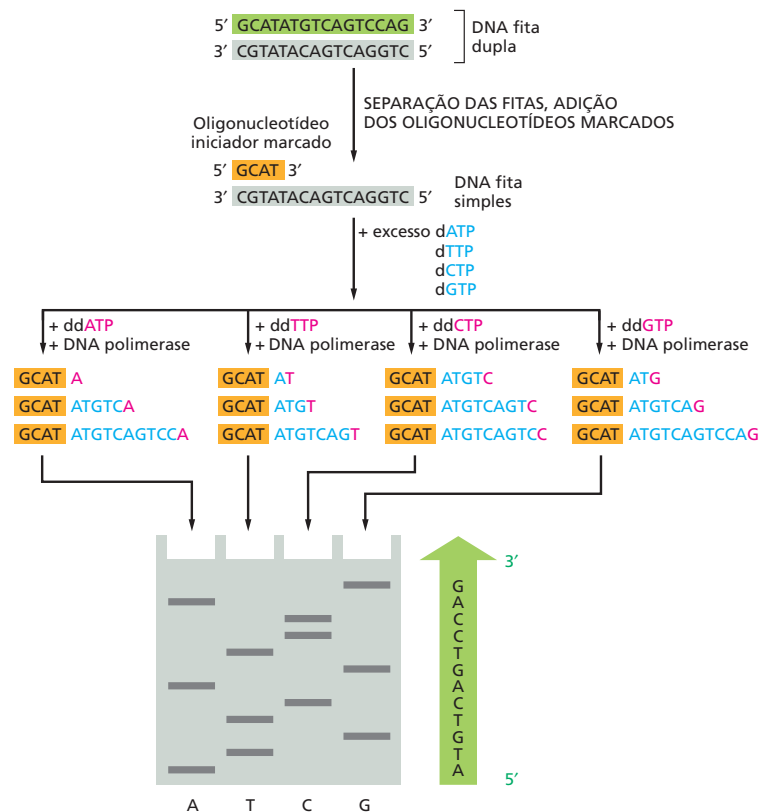 5′ GCATATGTCAGTCCAG 3′
3′ CGTATACAGTCAGGTC 5′
DNA fita
dupla
SEPARAÇÃO DAS FITAS, ADIÇÃO
DOS OLIGONUCLEOTÍDEOS MARCADOS
Oligonucleotídeo
iniciador marcado
5′ GCAT 3′
3′ CGTATACAGTCAGGTC 5′
DNA fita
simples
+ excesso dATP
dTTP
dCTP
dGTP
+ ddATP
+ DNA polimerase
GCAT A
GCAT ATGTCA
GCAT ATGTCAGTCCA
+ ddTTP
+ DNA polimerase
GCAT AT
GCAT ATGT
GCAT ATGTCAGT
+ ddCTP
+ DNA polimerase
GCAT ATGTC
GCAT ATGTCAGTC
GCAT ATGTCAGTCC
+ ddGTP
+ DNA polimerase
GCAT ATG
GCAT ATGTCAG
GCAT ATGTCAGTCCAG
3′
G
A
C
C
T
G
A
C
T
G
T
A
5′
A T C G